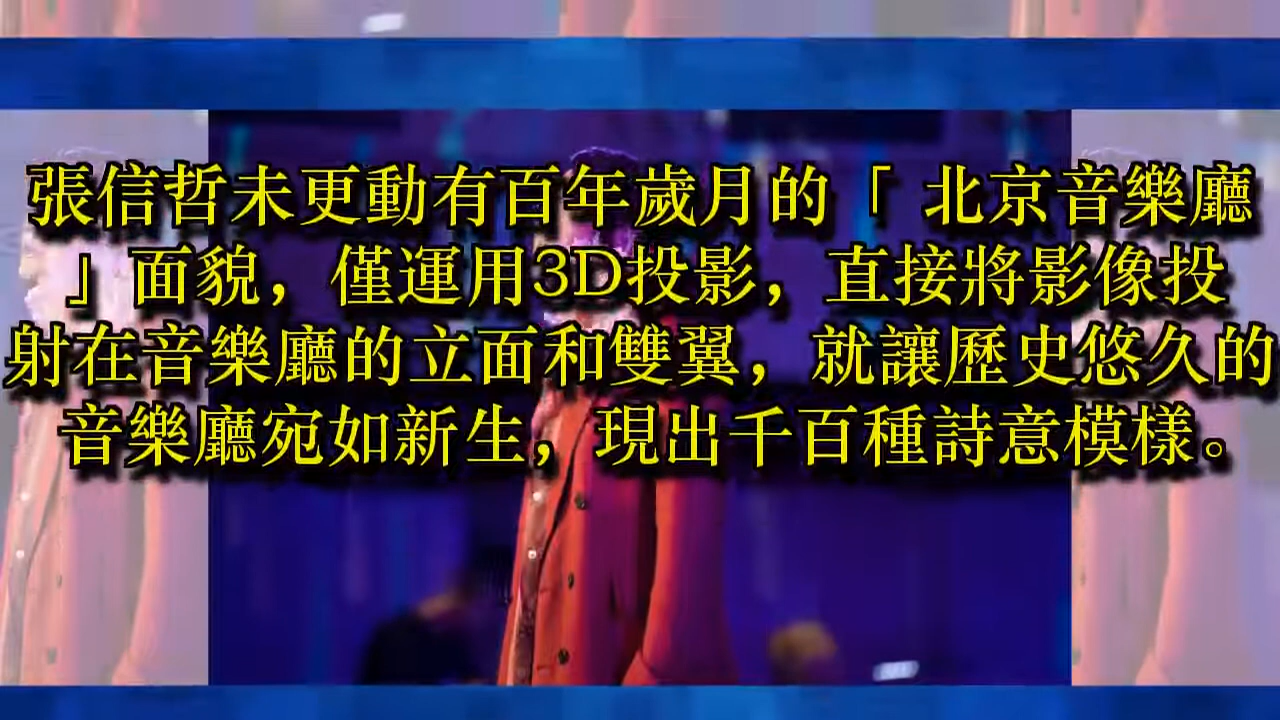 張信哲未更動有百年歲月的「 北京音樂廳
」面貌，僅運用3D投影，直接將影像投
射在音樂廳的立面和雙翼，就讓歷史悠久的
音樂廳宛如新生，現出千百種詩意模樣。